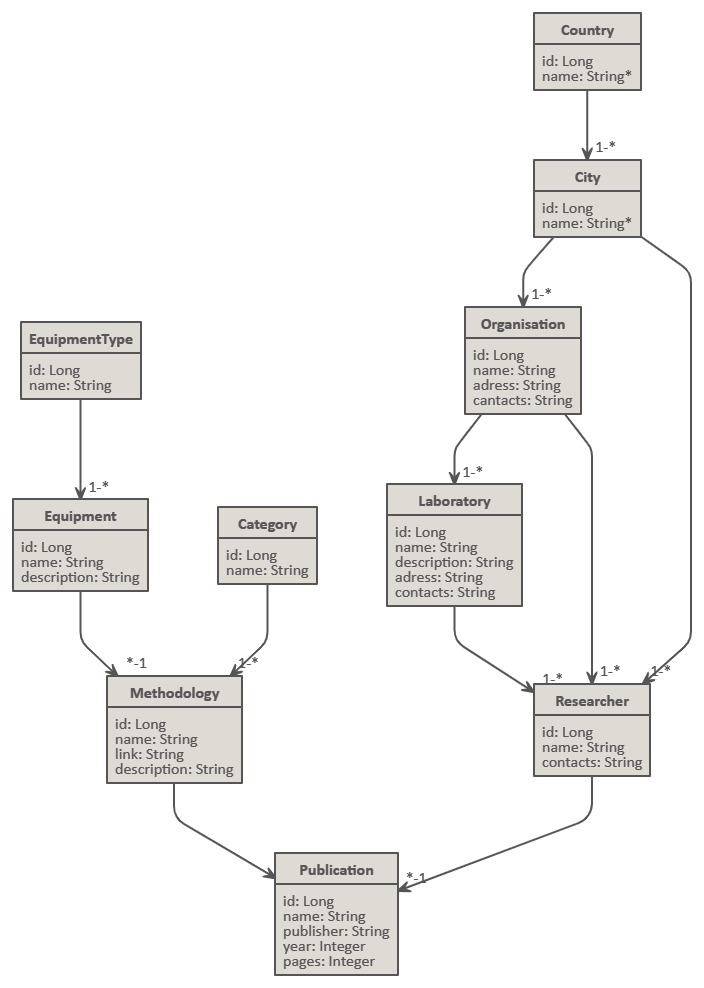 Country
id: Long
name: String*
1-*
City
id: Long
name: String*
1-*
Organisation
id: Long
name: String
adress: String
cantacts: String
EquipmentType
id: Long
name: String
1-*
1-*
Equipment
id: Long
name: String
description: String
Category
id: Long
name: String
Laboratory
id: Long
name: String
description: String
adress: String
contacts: String
*-1
1-*
1-*
1-*
1-*
Methodology
id: Long
name: String
link: String
description: String
Researcher
id: Long
name: String
contacts: String
*-1
Publication
id: Long
name: String
publisher: String
year: Integer
pages: Integer